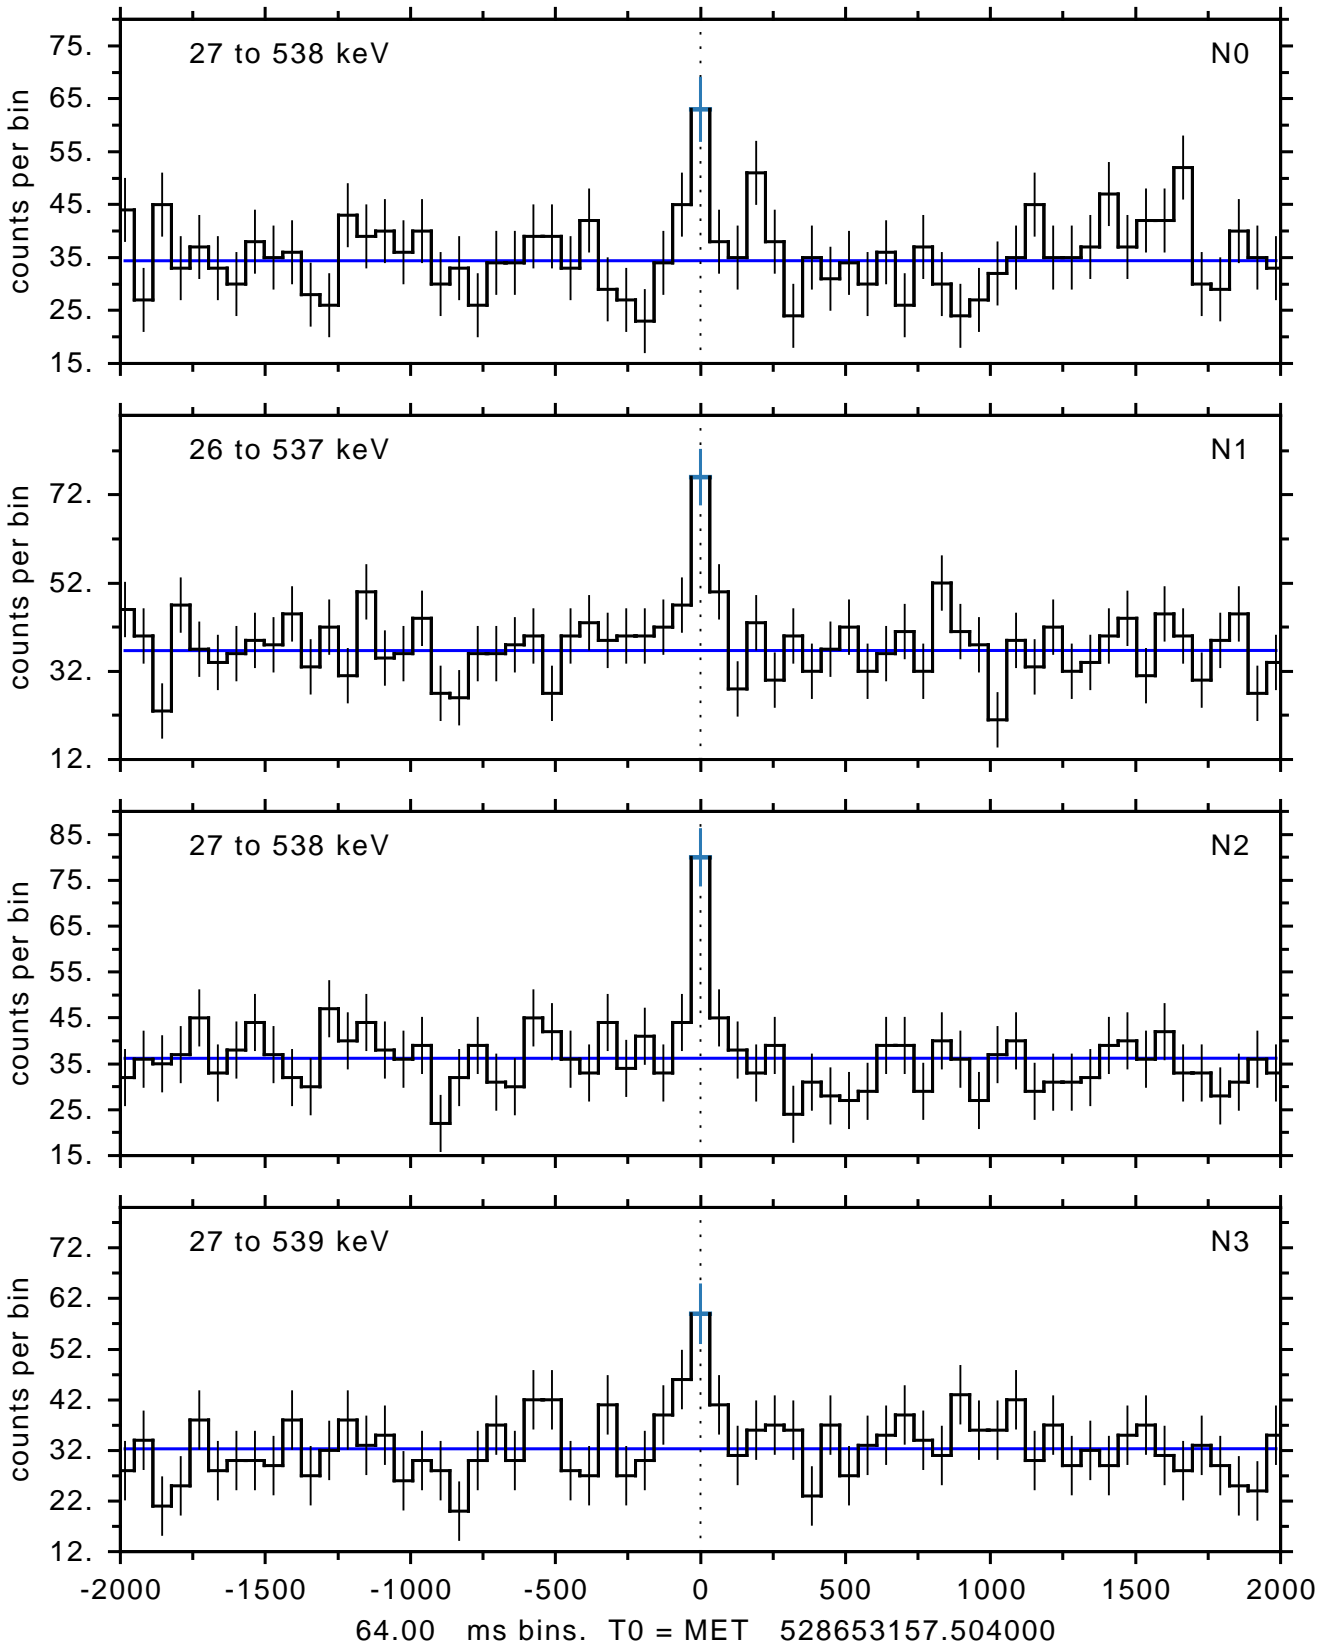 27 to 538 keV N0
75.
65.
55.
45.
35.
25.
15.
counts per bin
26 to 537 keV N1
72.
52.
32.
12.
counts per bin
27 to 538 keV N2
85.
75.
65.
55.
45.
35.
25.
15.
counts per bin
27 to 539 keV N3
72.
62.
52.
42.
32.
22.
12.
counts per bin
-2000 -1500 -1000 -500 0 500 1000 1500 2000
64.00 ms bins. T0 = MET 528653157.504000